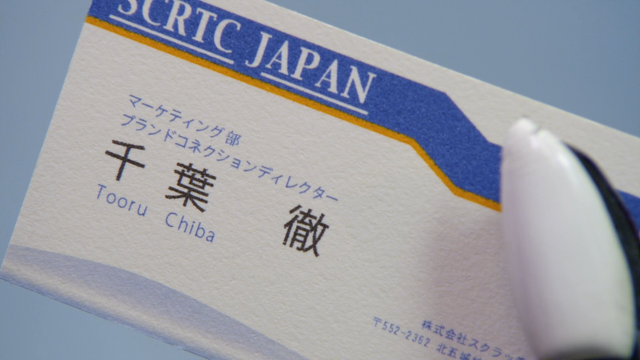 SCRTC JAPAN
マーケティング部
ブランドコネクションディレクター
千葉 徹
Tooru Chiba
株式会社スクラッ
〒552-2362 北五城